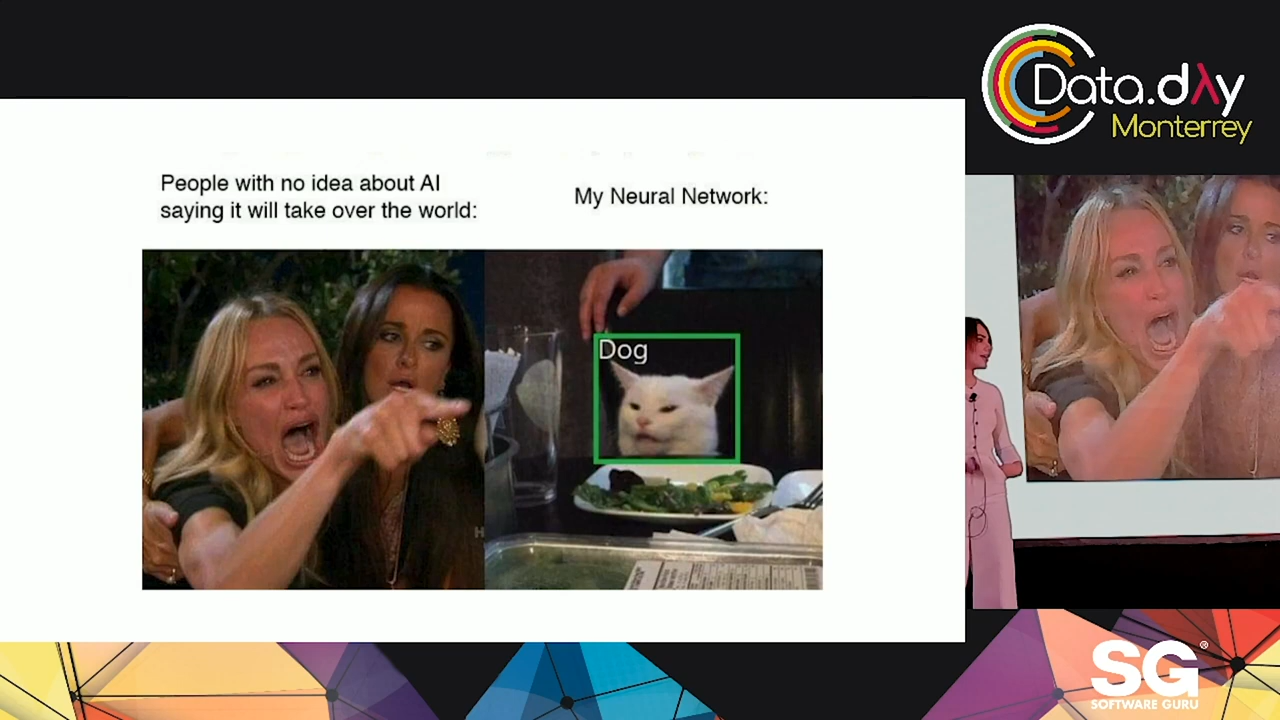 People with no idea about AI
saying it will take over the world:
My Neural Network:
Dog
Data.dλy
Monterrey
SG
SOFTWARE GURU